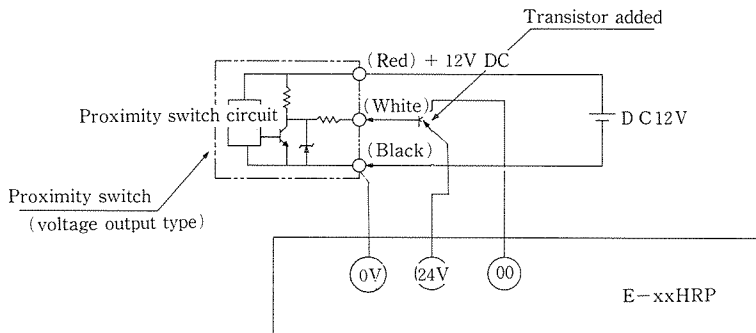 Transistor added
(Red) + 12V DC
Proximity switch circuit
(White)
DC12V
(Black)
Proximity switch
(voltage output type)
0V
(24V
00
E-xxHRP